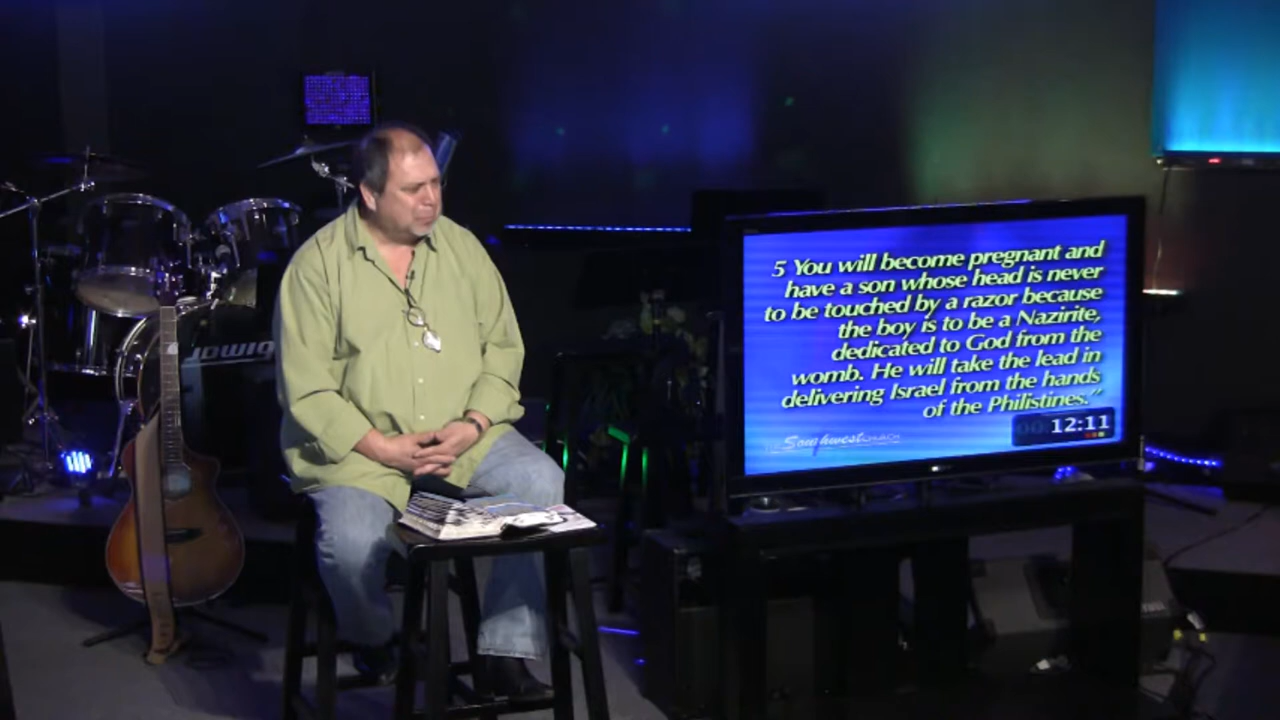 5 You will become pregnant and
have a son whose head is never
to be touched by a razor because
the boy is to be a Nazirite,
dedicated to God from the
womb. He will take the lead in
delivering Israel from the hands
of the Philistines.”
12:11
Southwest CHURCH